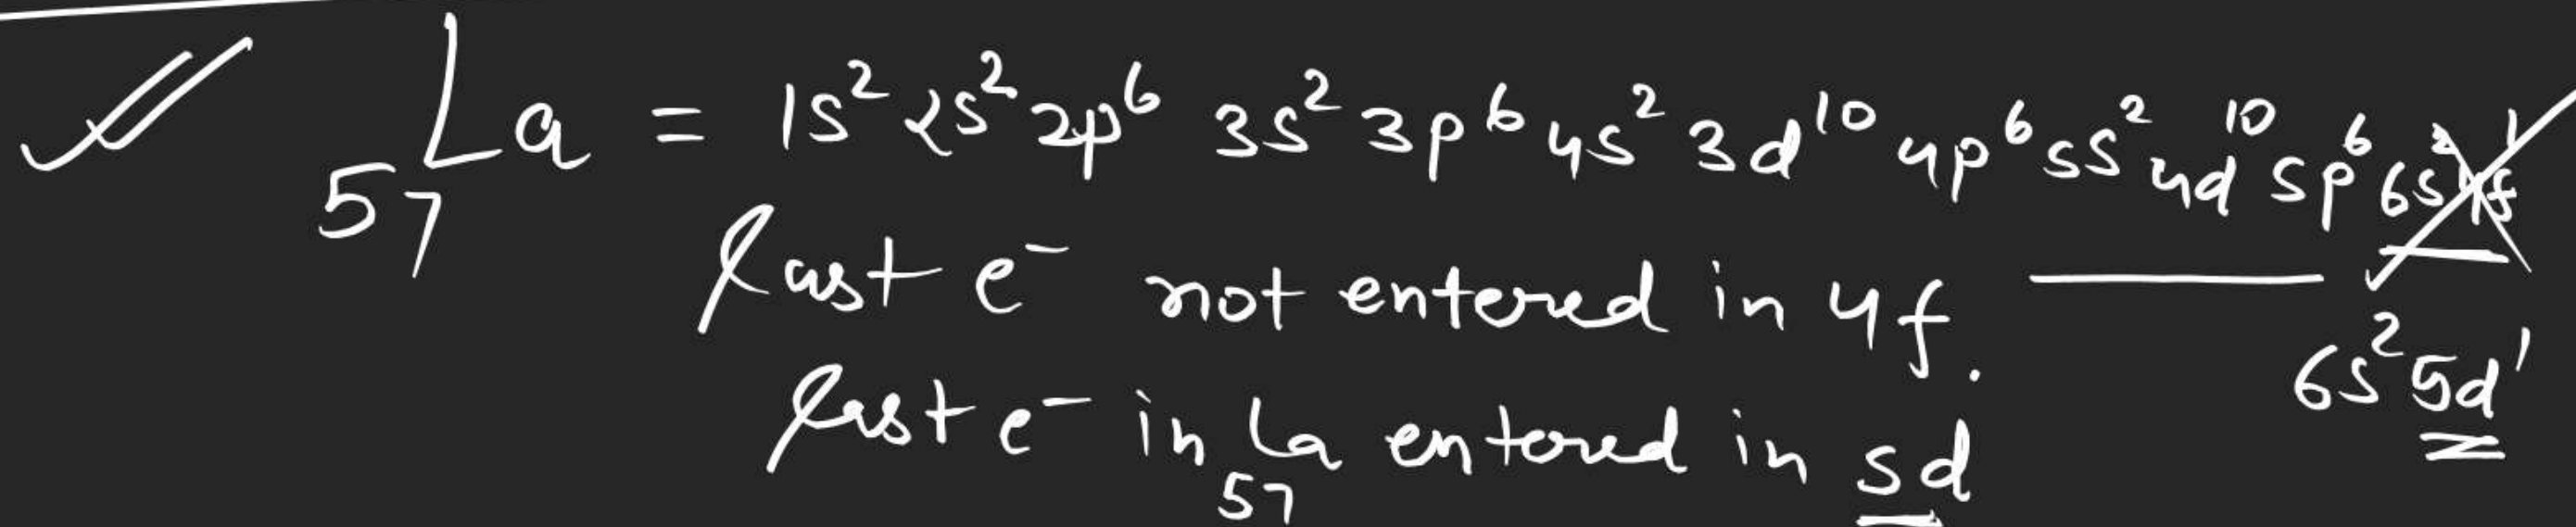 ₅₇La = 1s² 2s² 2p⁶ 3s² 3p⁶ 4s² 3d¹⁰ 4p⁶ 5s² 4d¹⁰ 5p⁶ 6s² 4f¹
Last e⁻ not entered in 4f. 6s² 5d¹
Last e⁻ in ₅₇La entered in 5d